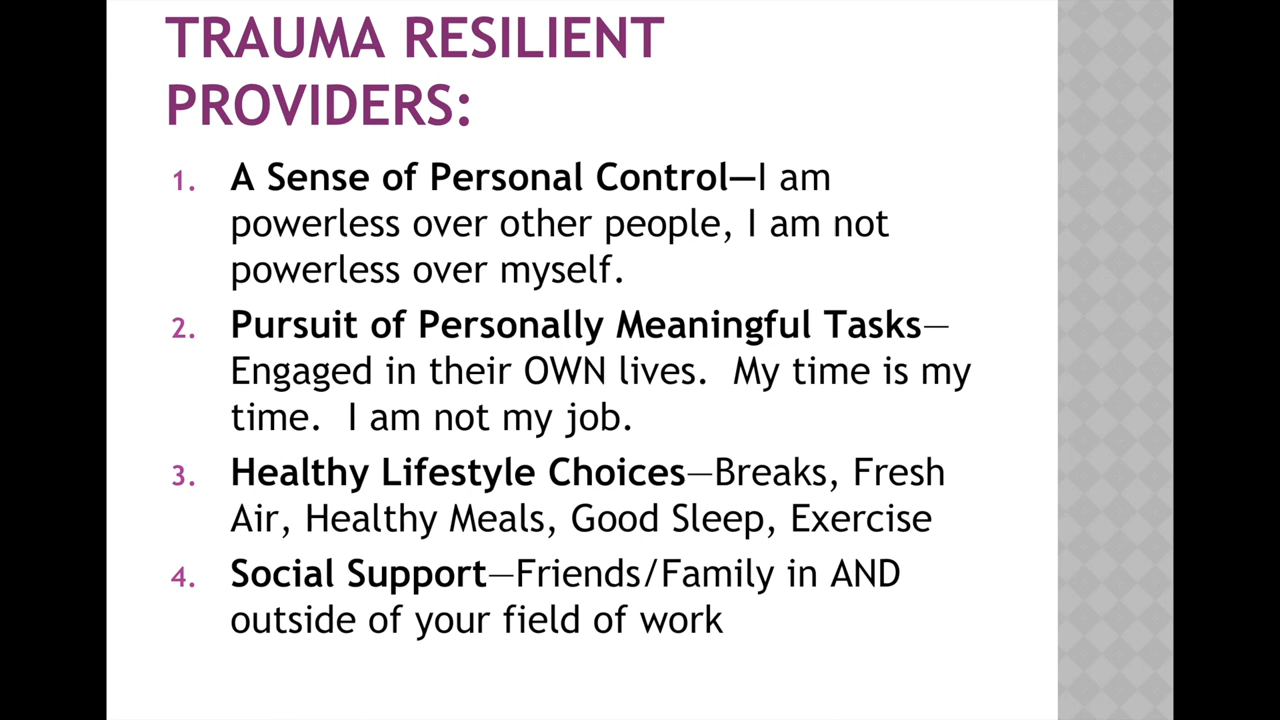 TRAUMA RESILIENT
PROVIDERS:
1. A Sense of Personal Control—I am
powerless over other people, I am not
powerless over myself.
2. Pursuit of Personally Meaningful Tasks—
Engaged in their OWN lives.  My time is my
time.  I am not my job.
3. Healthy Lifestyle Choices—Breaks, Fresh
Air, Healthy Meals, Good Sleep, Exercise
4. Social Support—Friends/Family in AND
outside of your field of work